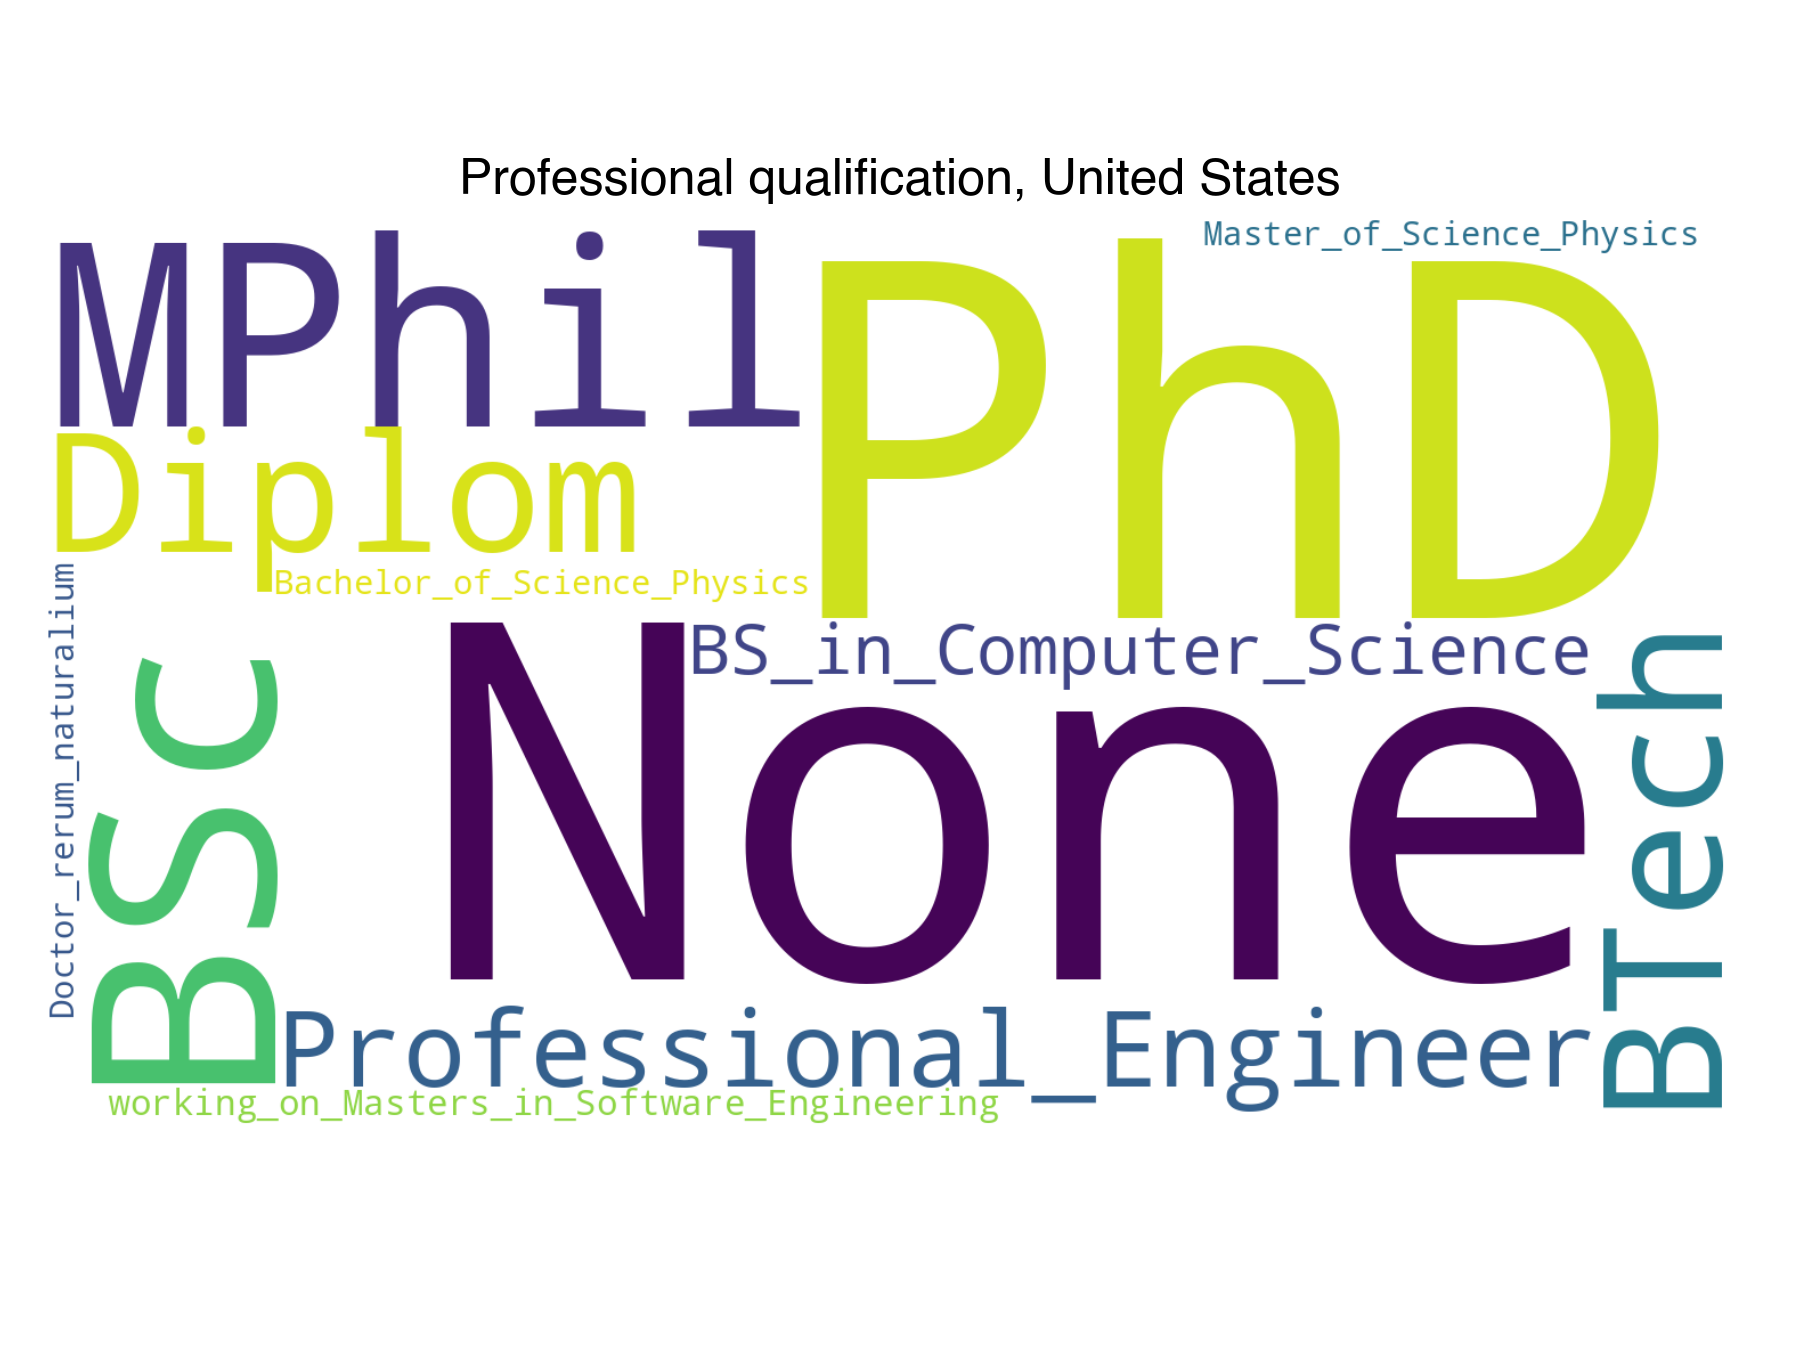 Professional qualification, United States
Master_of_Science_Physics
MPhil
PhD
Diplom
Bachelor_of_Science_Physics
Doctor_rerum_naturalium
BSc
None
BS_in_Computer_Science
BTech
Professional_Engineer
working_on_Masters_in_Software_Engineering